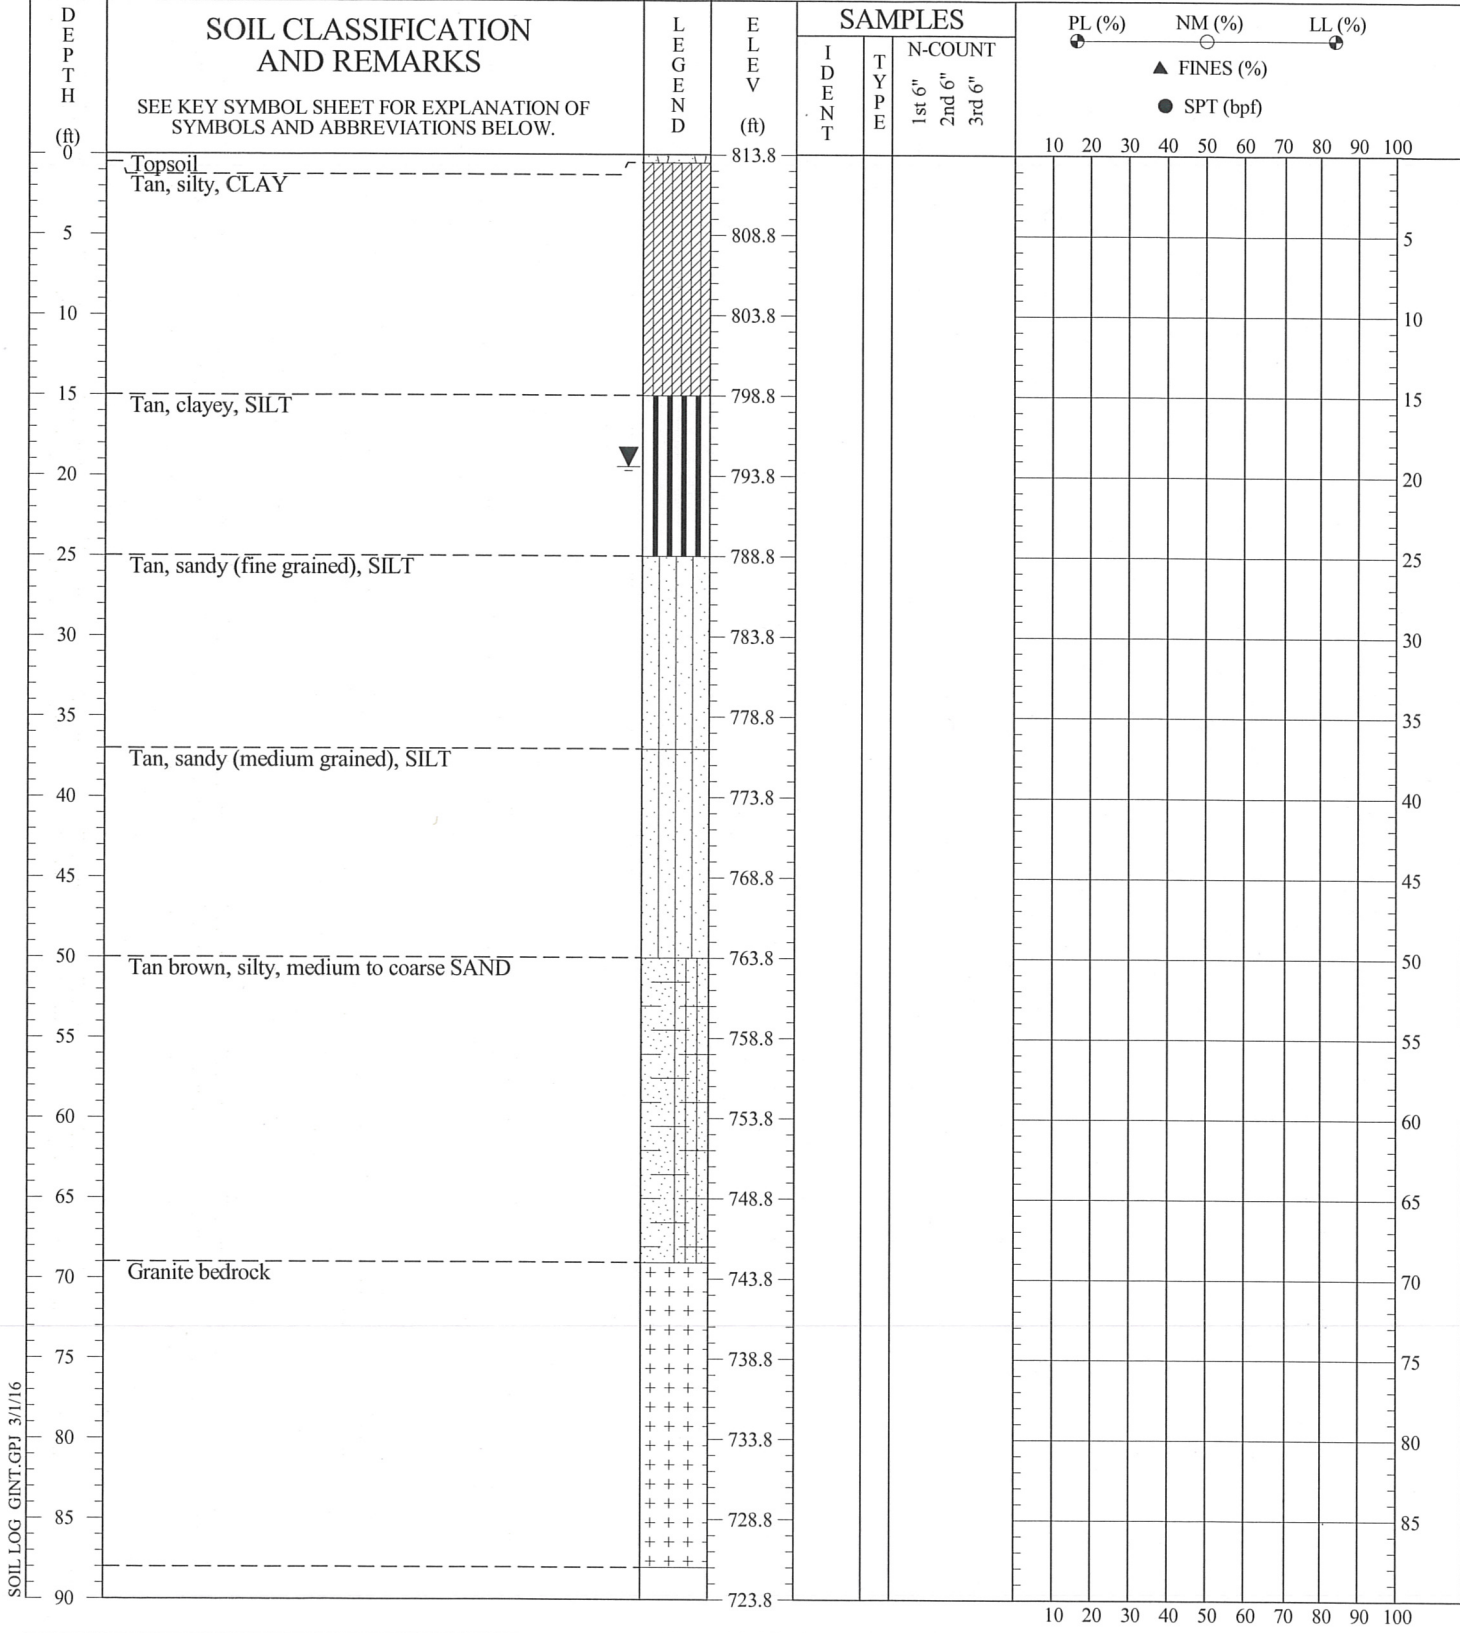 DEPTH
(ft)
SOIL CLASSIFICATION
AND REMARKS
SEE KEY SYMBOL SHEET FOR EXPLANATION OF
SYMBOLS AND ABBREVIATIONS BELOW.
LEGEND
ELEV
(ft)
SAMPLES
IDENT
TYPE
N-COUNT
1st 6"
2nd 6"
3rd 6"
PL (%) NM (%) LL (%)
▲ FINES (%)
● SPT (bpf)
10 20 30 40 50 60 70 80 90 100
0 813.8
Topsoil
Tan, silty, CLAY
5 808.8 5
10 803.8 10
15 798.8 15
Tan, clayey, SILT
20 793.8 20
25 788.8 25
Tan, sandy (fine grained), SILT
30 783.8 30
35 778.8 35
Tan, sandy (medium grained), SILT
40 773.8 40
45 768.8 45
50 763.8 50
Tan brown, silty, medium to coarse SAND
55 758.8 55
60 753.8 60
65 748.8 65
Granite bedrock
70 743.8 70
75 738.8 75
80 733.8 80
85 728.8 85
90 723.8
10 20 30 40 50 60 70 80 90 100
SOIL LOG GINT.GPJ 3/1/16